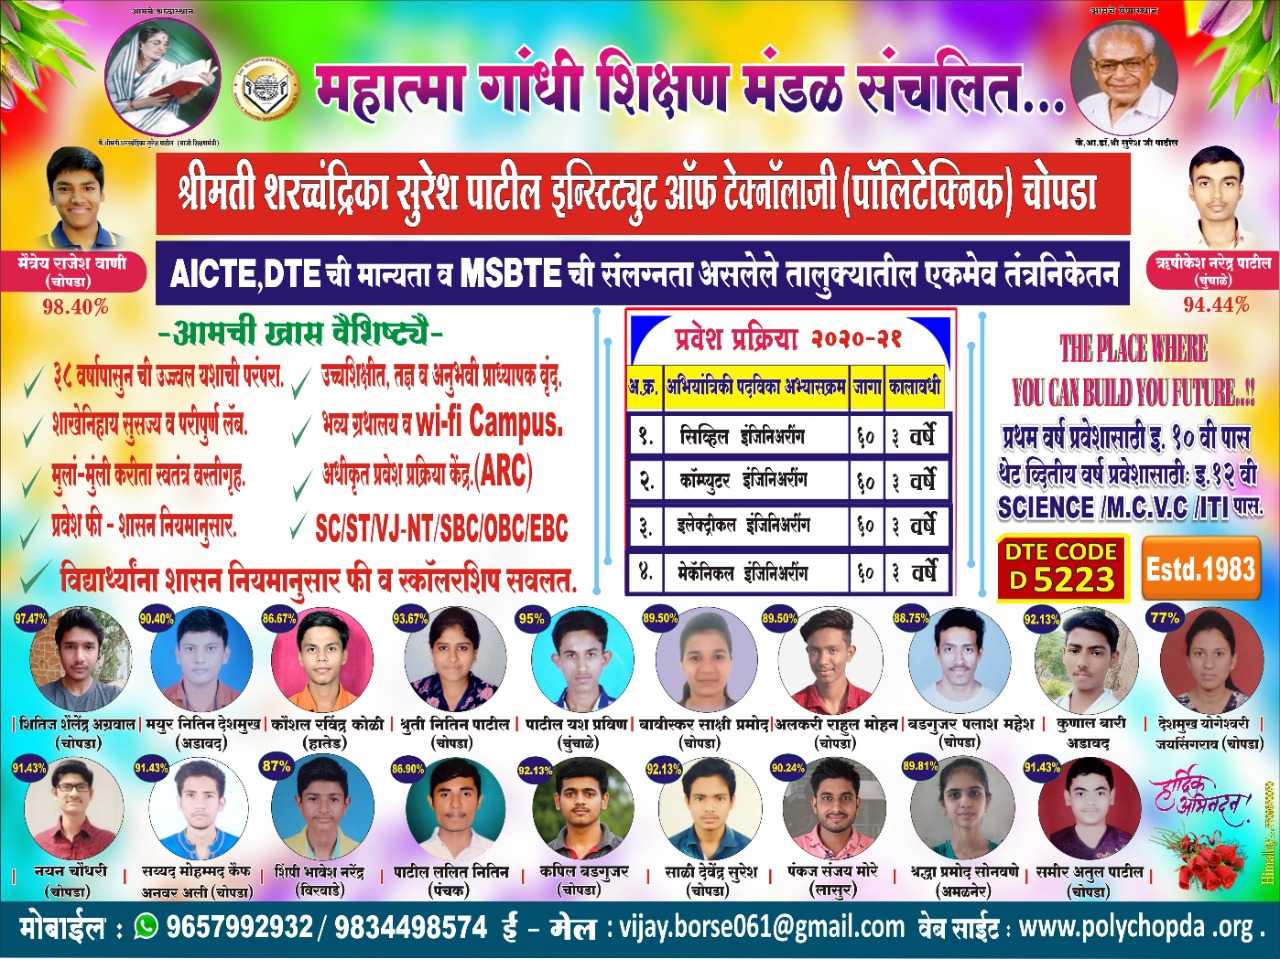 आमचे श्रध्दास्थान
आमचे प्रेरणास्थान
महात्मा गांधी शिक्षण मंडळ संचलित...
कै.श्रीमती शरदचंद्रिका सुरेश पाटील (माजी शिक्षणमंत्री)
कै.आ.डॉ.श्री सुरेश जी पाटील
श्रीमती शरच्चंद्रिका सुरेश पाटील इन्स्टिट्युट ऑफ टेक्नॉलाजी (पॉलिटेक्निक) चोपडा
AICTE,DTE ची मान्यता व MSBTE ची संलग्नता असलेले तालुक्यातील एकमेव तंत्रनिकेतन
मैत्रेय राजेश वाणी
(चोपडा)
98.40%
ऋषीकेश नरेंद्र पाटील
(चुंचाळे)
94.44%
-आमची खास वैशिष्ट्यै-
३८ वर्षापासुन ची उज्वल यशाची परंपरा.
उच्चशिक्षीत, तज्ञ व अनुभवी प्राध्यापक वृंद.
शाखेनिहाय सुसज्य व परीपुर्ण लॅब.
भव्य ग्रथालय व wi-fi Campus.
मुलां-मुंली करीता स्वतंत्र वस्तीगृह.
अधीकृत प्रवेश प्रक्रिया केंद्र.(ARC)
प्रवेश फी - शासन नियमानुसार.
SC/ST/VJ-NT/SBC/OBC/EBC
विद्यार्थ्यांना शासन नियमानुसार फी व स्कॉलरशिप सवलत.
प्रवेश प्रक्रिया २०२०-२१
अ.क्र. अभियांत्रिकी पदविका अभ्यासक्रम जागा कालावधी
१. सिव्हिल इंजिनिअरींग ६० ३ वर्षे
२. कॉम्प्युटर इंजिनिअरींग ६० ३ वर्षे
३. इलेक्ट्रीकल इंजिनिअरींग ६० ३ वर्षे
४. मेकॅनिकल इंजिनिअरींग ६० ३ वर्षे
THE PLACE WHERE
YOU CAN BUILD YOU FUTURE...!!
प्रथम वर्ष प्रवेशासाठी इ. १० वी पास
थेट व्दितीय वर्ष प्रवेशासाठीः इ.१२ वी
SCIENCE /M.C.V.C /ITI पास.
DTE CODE
D 5223
Estd.1983
97.47% 90.40% 86.67% 93.67% 95% 89.50% 89.50% 88.75% 92.13% 77%
| शितिज शैलेंद्र अग्रवाल | मयुर नितिन देशमुख | कौशल रविंद्र कोळी | श्रुती नितिन पाटील | पाटील यश प्रविण | बाविस्कर साक्षी प्रमोद | अलकरी राहुल मोहन | बडगुजर पलाश महेश | कुणाल बारी | देशमुख योगेश्वरी
(चोपडा) (अडावद) (हातेड) (चोपडा) (चुंचाळे) (चोपडा) (चोपडा) (चोपडा) अडावद जयसिंगराव (चोपडा)
91.43% 91.43% 87% 86.90% 92.13% 92.13% 90.24% 89.81% 91.43%
हार्दिक
अभिनंदन!
| नयन चौधरी | सय्यद मोहम्मद कैफ | शिंपी भावेश नरेंद्र | पाटील ललित नितिन | कपिल बडगुजर | साळी देवेंद्र सुरेश | पंकज संजय मोरे | श्रद्धा प्रमोद सोनवणे | समीर अतुल पाटील |
(चोपडा) अनवर अली (चोपडा) (विरवाडे) (पंचक) (चोपडा) (चोपडा) (लासुर) (अमळनेर) (चोपडा)
मोबाईल : 9657992932 / 9834498574 ई - मेल : vijay.borse061@gmail.com वेब साईट : www.polychopda .org .